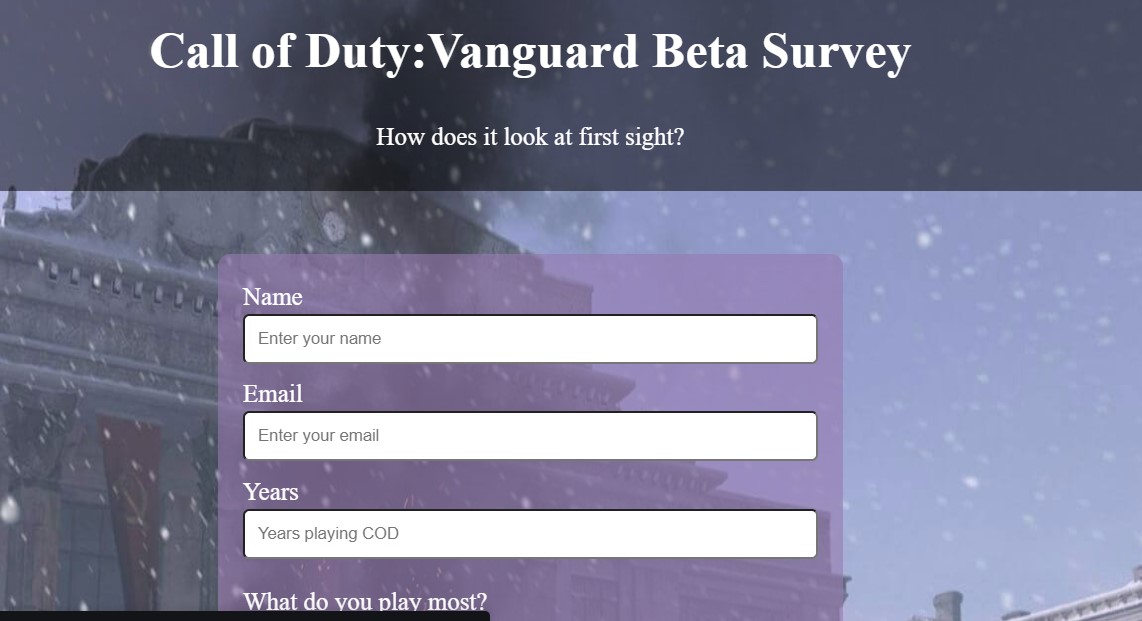 Call of Duty:Vanguard Beta Survey
How does it look at first sight?
Name
Enter your name
Email
Enter your email
Years
Years playing COD
What do you play most?